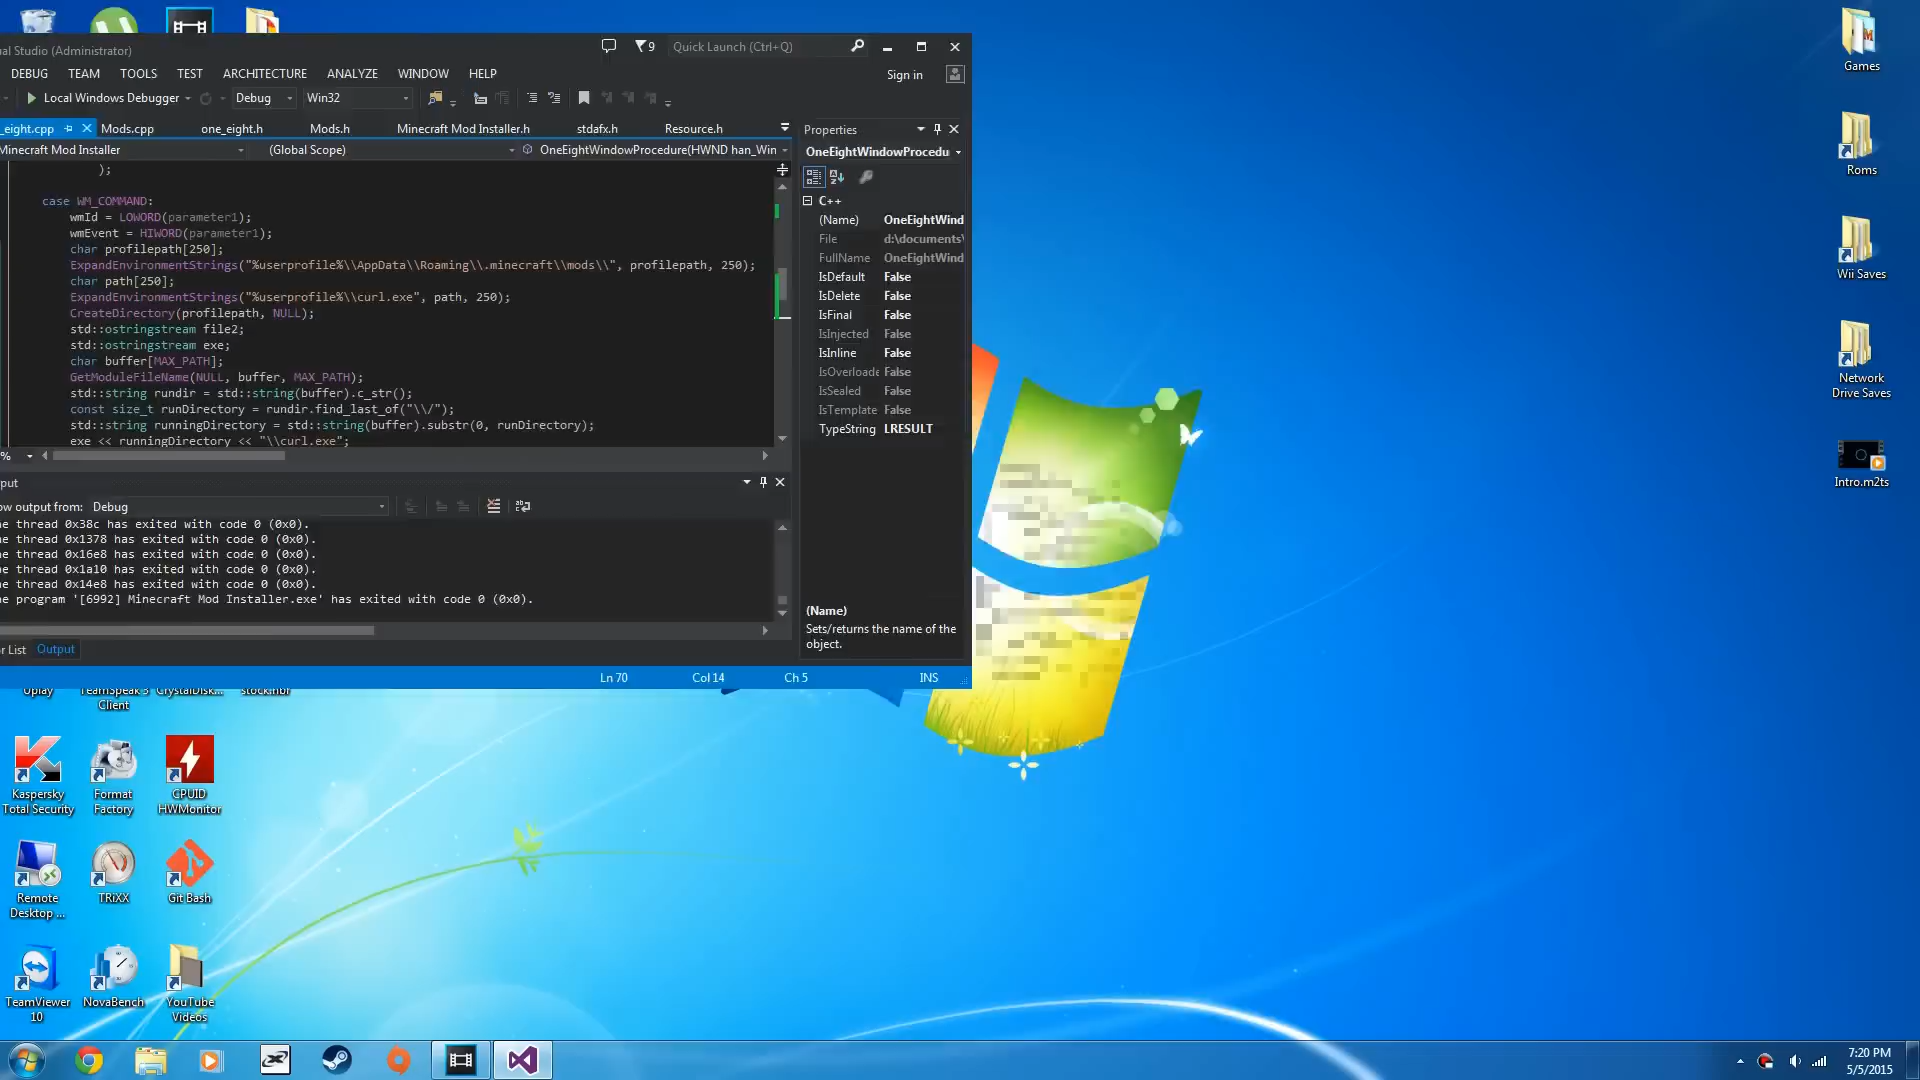 ual Studio (Administrator)
9
Quick Launch (Ctrl+Q)
DEBUG TEAM TOOLS TEST ARCHITECTURE ANALYZE WINDOW HELP
Sign in
Local Windows Debugger Debug Win32
_eight.cpp Mods.cpp one_eight.h Mods.h Minecraft Mod Installer.h stdafx.h Resource.h
Minecraft Mod Installer (Global Scope) OneEightWindowProcedure(HWND han_Win
);
case WM_COMMAND:
wmId = LOWORD(parameter1);
wmEvent = HIWORD(parameter1);
char profilepath[250];
ExpandEnvironmentStrings("%userprofile%\\AppData\\Roaming\\.minecraft\\mods\\", profilepath, 250);
char path[250];
ExpandEnvironmentStrings("%userprofile%\\curl.exe", path, 250);
CreateDirectory(profilepath, NULL);
std::ostringstream file2;
std::ostringstream exe;
char buffer[MAX_PATH];
GetModuleFileName(NULL, buffer, MAX_PATH);
std::string rundir = std::string(buffer).c_str();
const size_t runDirectory = rundir.find_last_of("\\/");
std::string runningDirectory = std::string(buffer).substr(0, runDirectory);
exe << runningDirectory << "\\curl.exe";
%
put
ow output from: Debug
e thread 0x38c has exited with code 0 (0x0).
e thread 0x1378 has exited with code 0 (0x0).
e thread 0x16e8 has exited with code 0 (0x0).
e thread 0x1a10 has exited with code 0 (0x0).
e thread 0x14e8 has exited with code 0 (0x0).
e program '[6992] Minecraft Mod Installer.exe' has exited with code 0 (0x0).
r List Output
Ln 70 Col 14 Ch 5 INS
Properties
OneEightWindowProcedu
C++
(Name) OneEightWind
File d:\documents\
FullName OneEightWind
IsDefault False
IsDelete False
IsFinal False
IsInjected False
IsInline False
IsOverloade False
IsSealed False
IsTemplate False
TypeString LRESULT
(Name)
Sets/returns the name of the
object.
Uplay
TeamSpeak 3
Client
CrystalDisk...
stock.nbr
Kaspersky
Total Security
Format
Factory
CPUID
HWMonitor
Remote
Desktop ...
TRiXX
Git Bash
TeamViewer
10
NovaBench
YouTube
Videos
Games
Roms
Wii Saves
Network
Drive Saves
Intro.m2ts
7:20 PM
5/5/2015